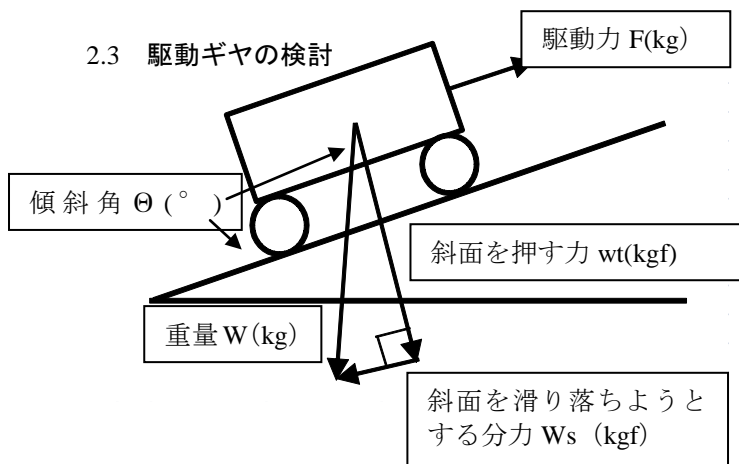 2.3 駆動ギヤの検討
駆動力 F(kg)
傾斜角Θ(°)
斜面を押す力 wt(kgf)
重量W(kg)
斜面を滑り落ちようと
する分力 Ws (kgf)